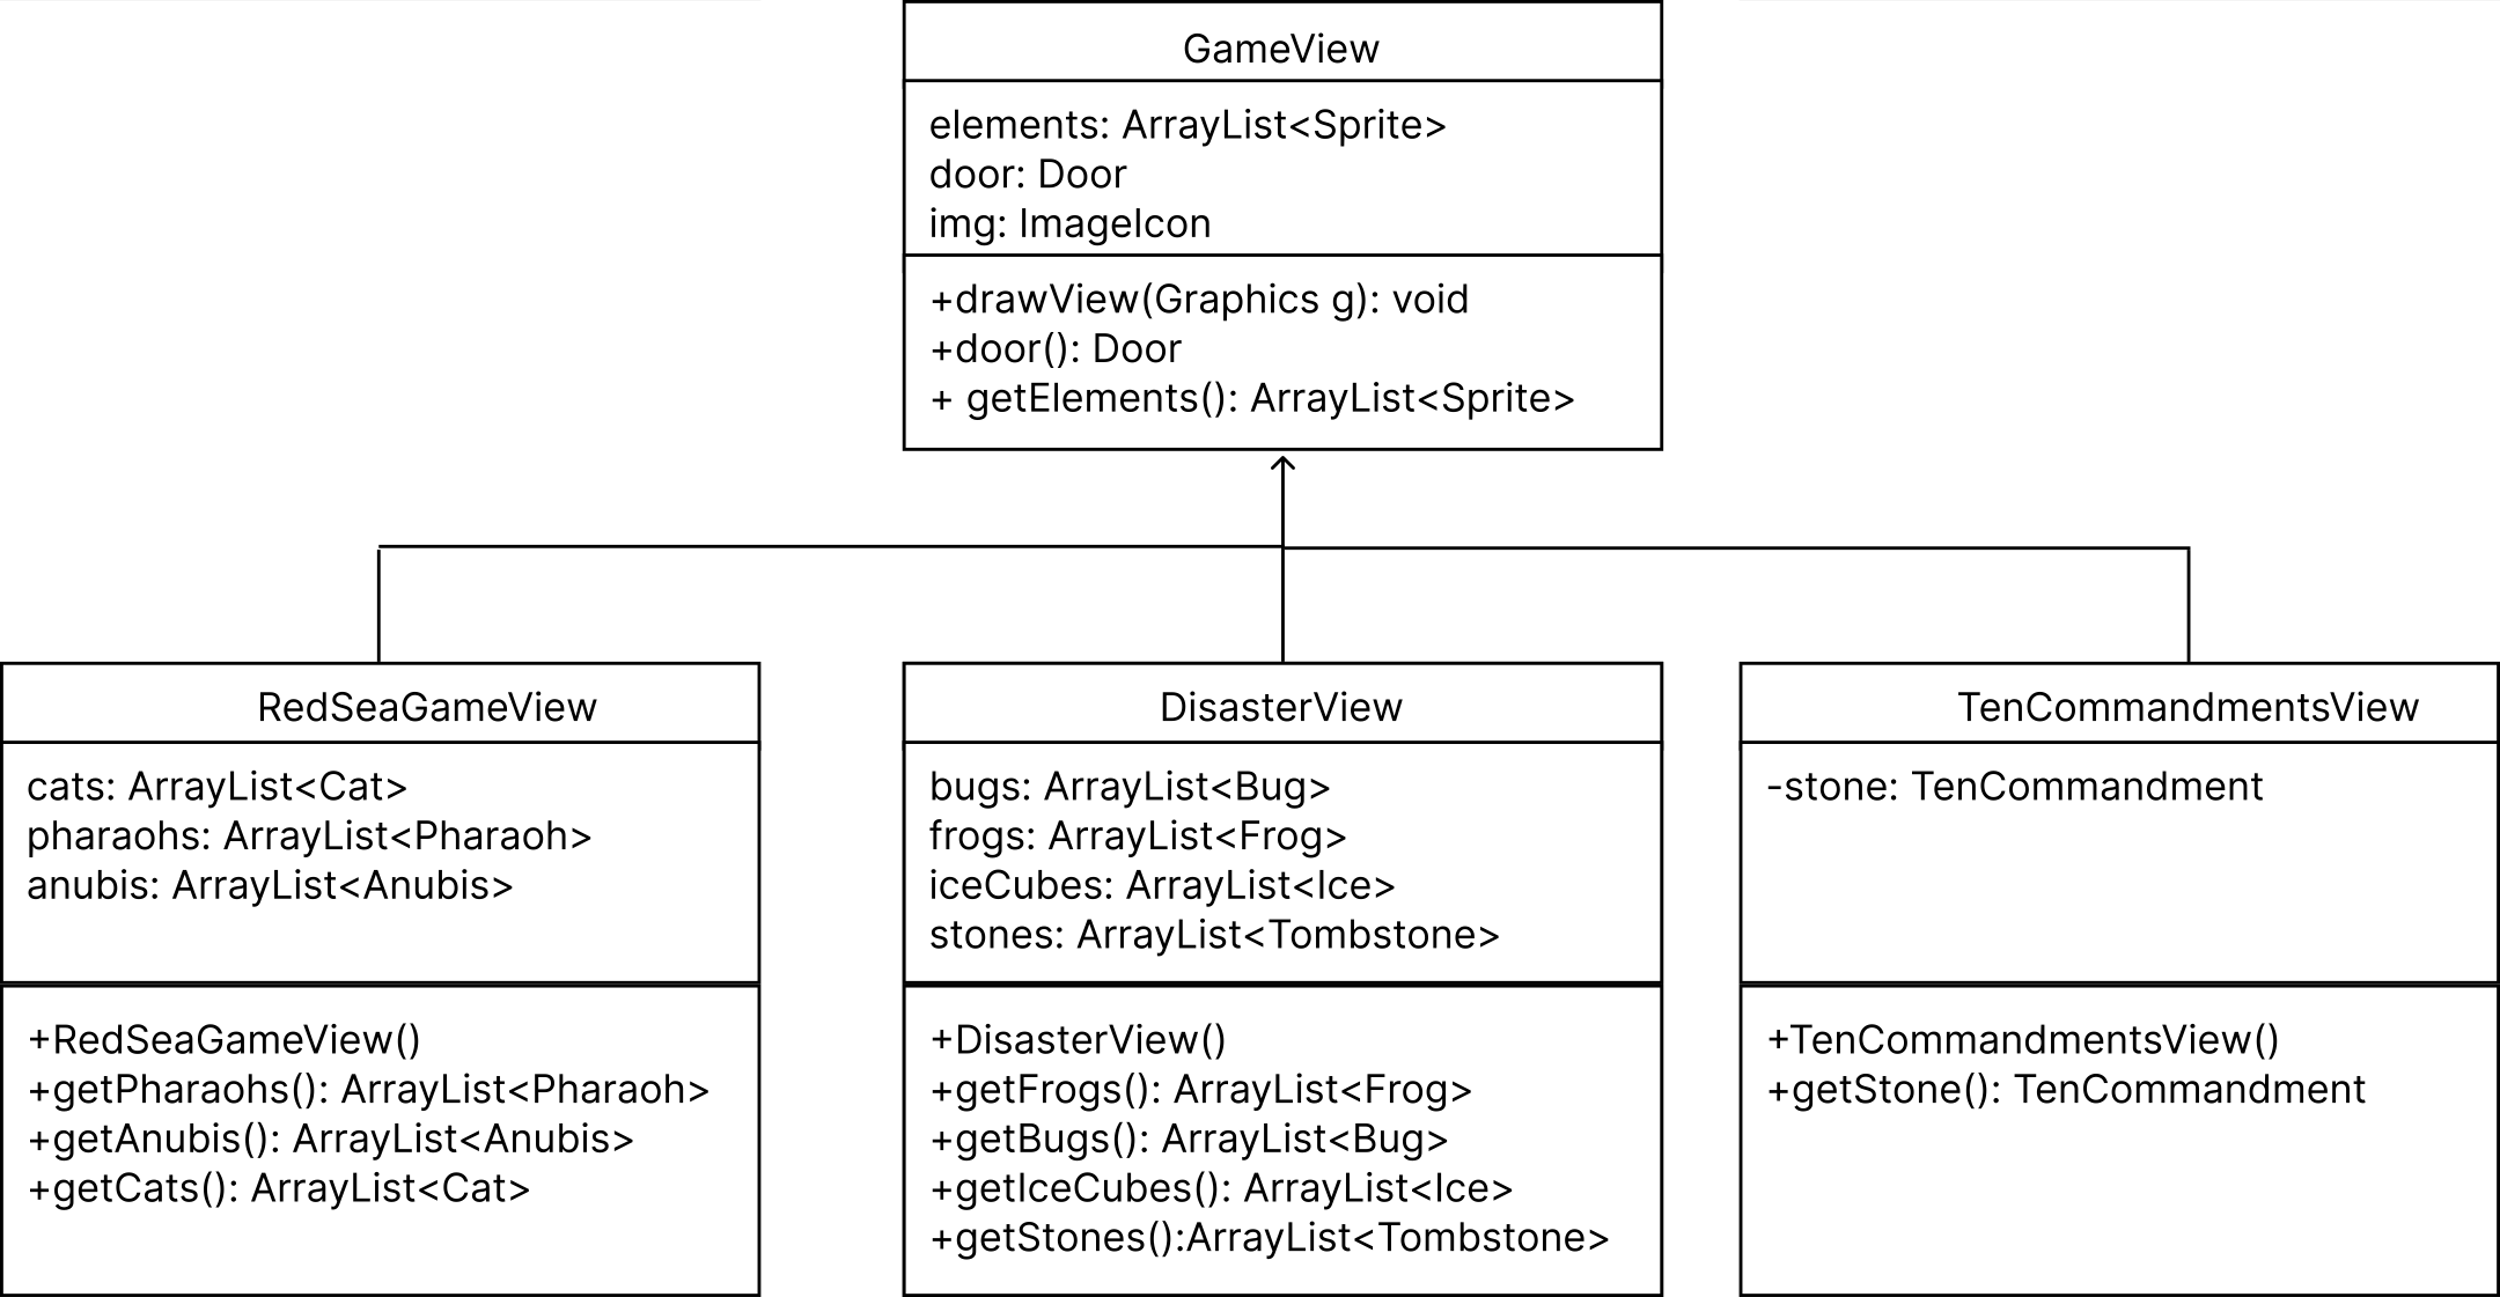 GameView
elements: ArrayList<Sprite>
door: Door
img: ImageIcon
+drawView(Graphics g): void
+door(): Door
+ getElements(): ArrayList<Sprite>
RedSeaGameView
cats: ArrayList<Cat>
pharaohs: ArrayList<Pharaoh>
anubis: ArrayList<Anubis>
+RedSeaGameView()
+getPharaohs(): ArrayList<Pharaoh>
+getAnubis(): ArrayList<Anubis>
+getCats(): ArrayList<Cat>
DisasterView
bugs: ArrayList<Bug>
frogs: ArrayList<Frog>
iceCubes: ArrayList<Ice>
stones: ArrayList<Tombstone>
+DisasterView()
+getFrogs(): ArrayList<Frog>
+getBugs(): ArrayList<Bug>
+getIceCubes(): ArrayList<Ice>
+getStones():ArrayList<Tombstone>
TenCommandmentsView
-stone: TenCommandment
+TenCommandmentsView()
+getStone(): TenCommandment